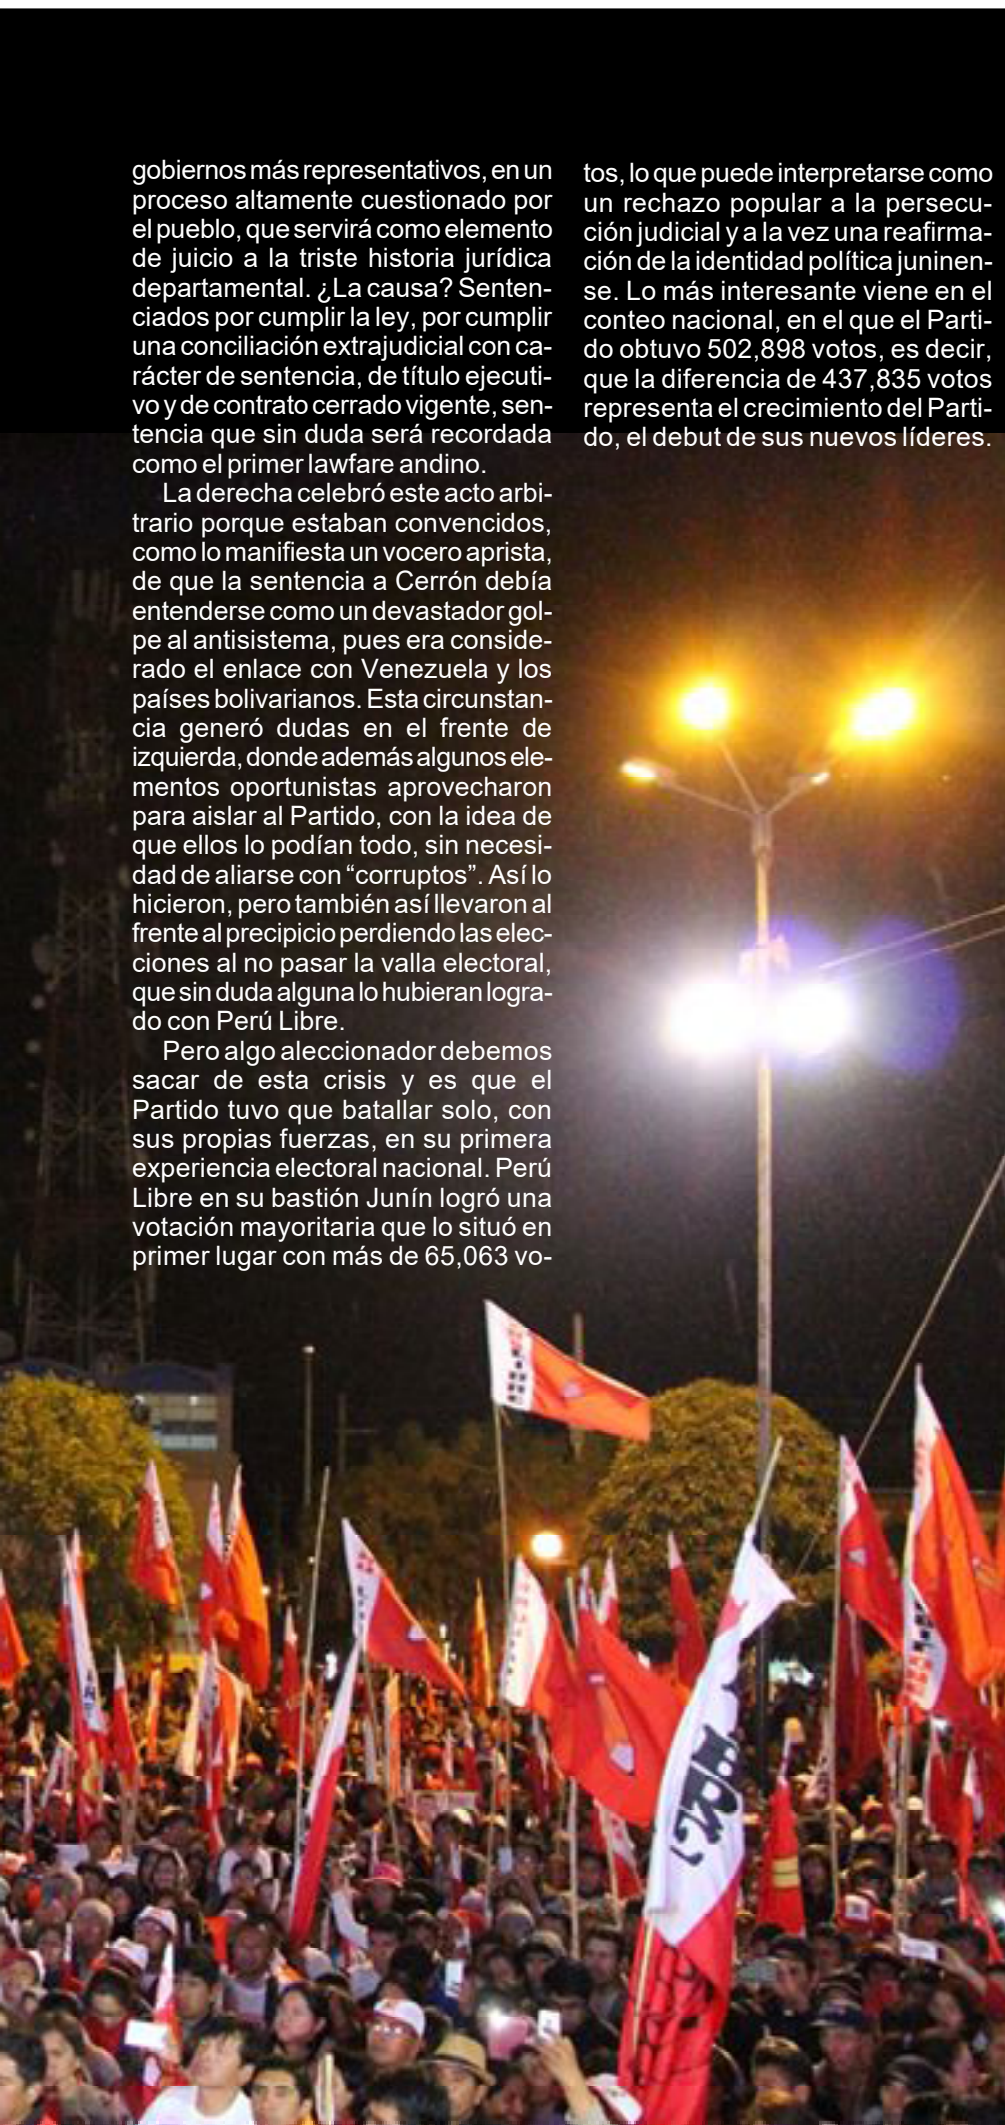 gobiernos más representativos, en un
proceso altamente cuestionado por
el pueblo, que servirá como elemento
de juicio a la triste historia jurídica
departamental. ¿La causa? Senten-
ciados por cumplir la ley, por cumplir
una conciliación extrajudicial con ca-
rácter de sentencia, de título ejecuti-
vo y de contrato cerrado vigente, sen-
tencia que sin duda será recordada
como el primer lawfare andino.
La derecha celebró este acto arbi-
trario porque estaban convencidos,
como lo manifiesta un vocero aprista,
de que la sentencia a Cerrón debía
entenderse como un devastador gol-
pe al antisistema, pues era conside-
rado el enlace con Venezuela y los
países bolivarianos. Esta circunstan-
cia generó dudas en el frente de
izquierda, donde además algunos ele-
mentos oportunistas aprovecharon
para aislar al Partido, con la idea de
que ellos lo podían todo, sin necesi-
dad de aliarse con “corruptos”. Así lo
hicieron, pero también así llevaron al
frente al precipicio perdiendo las elec-
ciones al no pasar la valla electoral,
que sin duda alguna lo hubieran logra-
do con Perú Libre.
Pero algo aleccionador debemos
sacar de esta crisis y es que el
Partido tuvo que batallar solo, con
sus propias fuerzas, en su primera
experiencia electoral nacional. Perú
Libre en su bastión Junín logró una
votación mayoritaria que lo situó en
primer lugar con más de 65,063 vo-
tos, lo que puede interpretarse como
un rechazo popular a la persecu-
ción judicial y a la vez una reafirma-
ción de la identidad política juninen-
se. Lo más interesante viene en el
conteo nacional, en el que el Parti-
do obtuvo 502,898 votos, es decir,
que la diferencia de 437,835 votos
representa el crecimiento del Parti-
do, el debut de sus nuevos líderes.